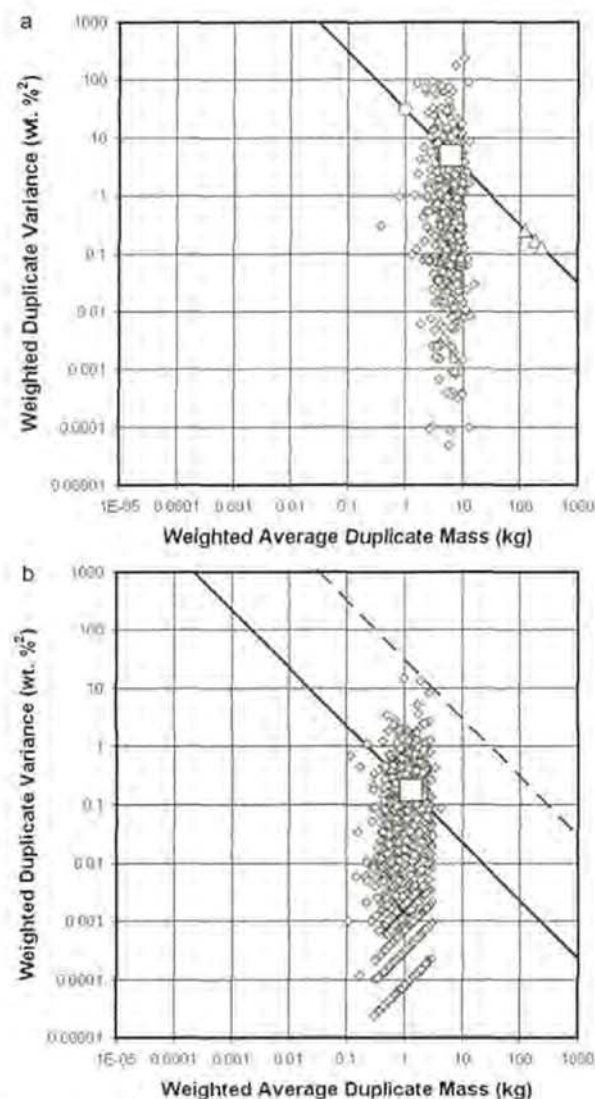 a
1000
100
10
1
0.1
0.01
0.001
0.0001
0.00001
1E-05 0.0001 0.001 0.01 0.1 1 10 100 1000
Weighted Duplicate Variance (wt. %²)
Weighted Average Duplicate Mass (kg)
b
1000
100
10
1
0.1
0.01
0.001
0.0001
0.00001
1E-05 0.0001 0.001 0.01 0.1 1 10 100 1000
Weighted Duplicate Variance (wt. %²)
Weighted Average Duplicate Mass (kg)